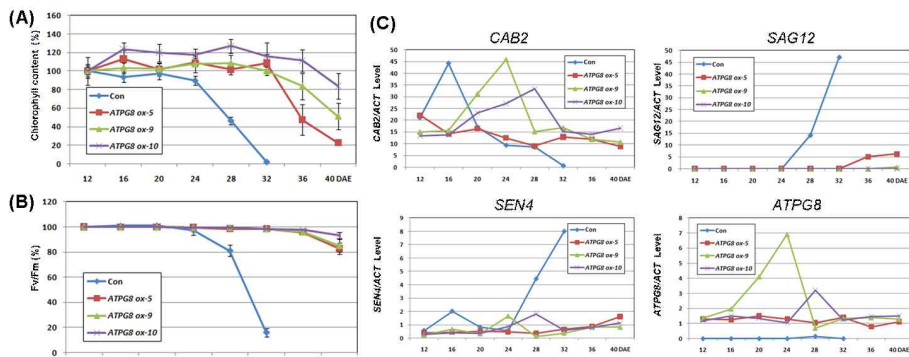 (A)
Chlorophyll content (%)
140
120
100
80
60
40
20
0
Con
ATPG8 ox-5
ATPG8 ox-9
ATPG8 ox-10
12 16 20 24 28 32 36 40 DAE
(B)
Fv/Fm (%)
120
100
80
60
40
20
0
Con
ATPG8 ox-5
ATPG8 ox-9
ATPG8 ox-10
(C)
CAB2
CAB2/ACT Level
50
45
40
35
30
25
20
15
10
5
0
Con
ATPG8 ox-5
ATPG8 ox-9
ATPG8 ox-10
12 16 20 24 28 32 36 40 DAE
SAG12
SAG12/ACT Level
50
45
40
35
30
25
20
15
10
5
0
Con
ATPG8 ox-5
ATPG8 ox-9
ATPG8 ox-10
12 16 20 24 28 32 36 40 DAE
SEN4
SEN4/ACT Level
9
8
7
6
5
4
3
2
1
0
Con
ATPG8 ox-5
ATPG8 ox-9
ATPG8 ox-10
12 16 20 24 28 32 36 40 DAE
ATPG8
ATPG8/ACT Level
8
7
6
5
4
3
2
1
0
Con
ATPG8 ox-5
ATPG8 ox-9
ATPG8 ox-10
12 16 20 24 28 32 36 40 DAE